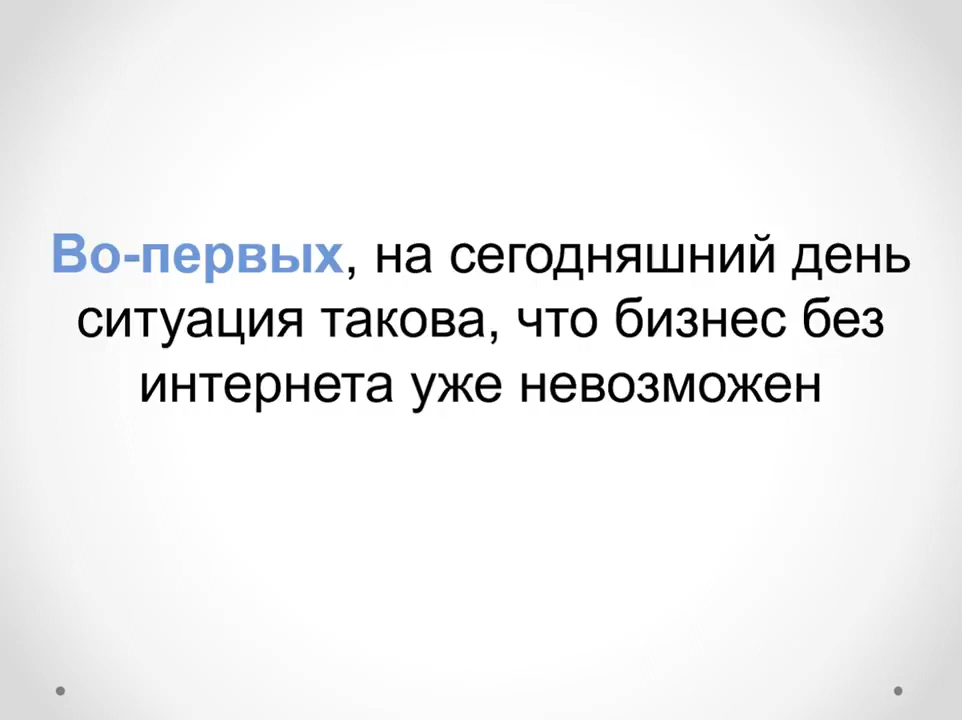 Во-первых, на сегодняшний день
ситуация такова, что бизнес без
интернета уже невозможен